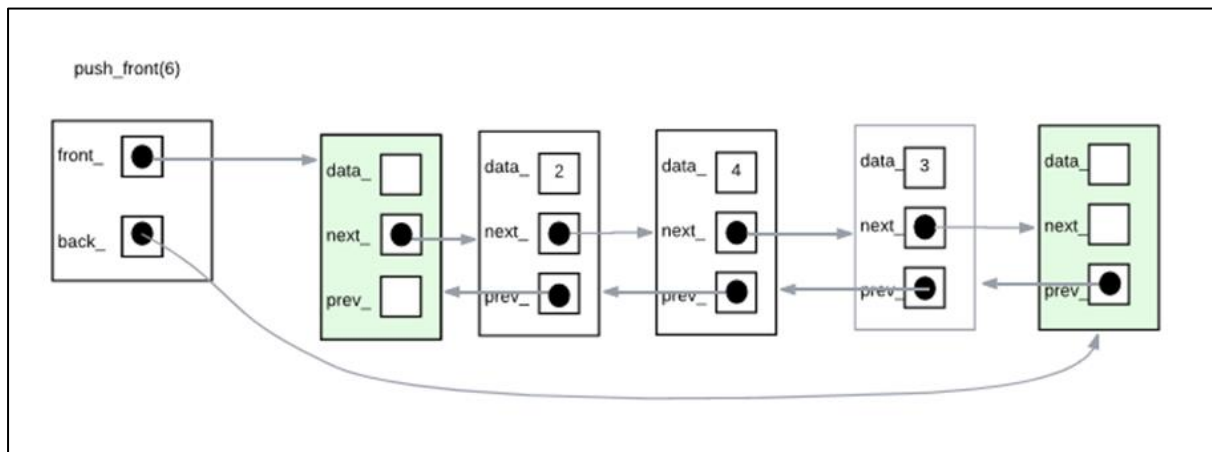 push_front(6)
front_
back_
data_
next_
prev_
data_ 2
next_
prev_
data_ 4
next_
prev_
data_ 3
next_
prev_
data_
next_
prev_